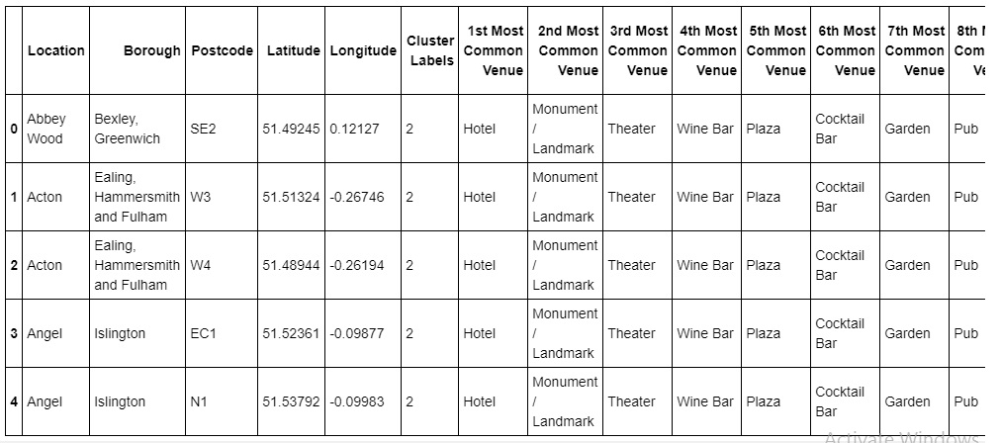 Location Borough Postcode Latitude Longitude Cluster Labels 1st Most Common Venue 2nd Most Common Venue 3rd Most Common Venue 4th Most Common Venue 5th Most Common Venue 6th Most Common Venue 7th Most Common Venue 8th
0 Abbey Wood Bexley, Greenwich SE2 51.49245 0.12127 2 Hotel Monument / Landmark Theater Wine Bar Plaza Cocktail Bar Garden Pub
1 Acton Ealing, Hammersmith and Fulham W3 51.51324 -0.26746 2 Hotel Monument / Landmark Theater Wine Bar Plaza Cocktail Bar Garden Pub
2 Acton Ealing, Hammersmith and Fulham W4 51.48944 -0.26194 2 Hotel Monument / Landmark Theater Wine Bar Plaza Cocktail Bar Garden Pub
3 Angel Islington EC1 51.52361 -0.09877 2 Hotel Monument / Landmark Theater Wine Bar Plaza Cocktail Bar Garden Pub
4 Angel Islington N1 51.53792 -0.09983 2 Hotel Monument / Landmark Theater Wine Bar Plaza Cocktail Bar Garden Pub
Activate Windows